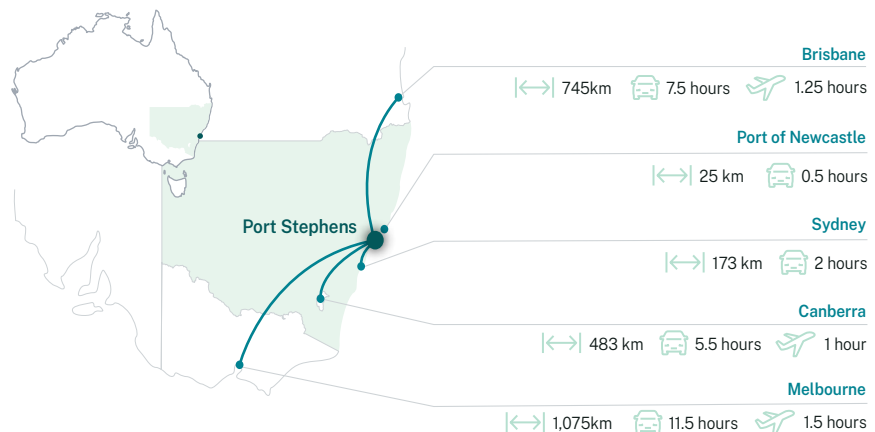 Brisbane
745km 7.5 hours 1.25 hours
Port of Newcastle
25 km 0.5 hours
Port Stephens
Sydney
173 km 2 hours
Canberra
483 km 5.5 hours 1 hour
Melbourne
1,075km 11.5 hours 1.5 hours